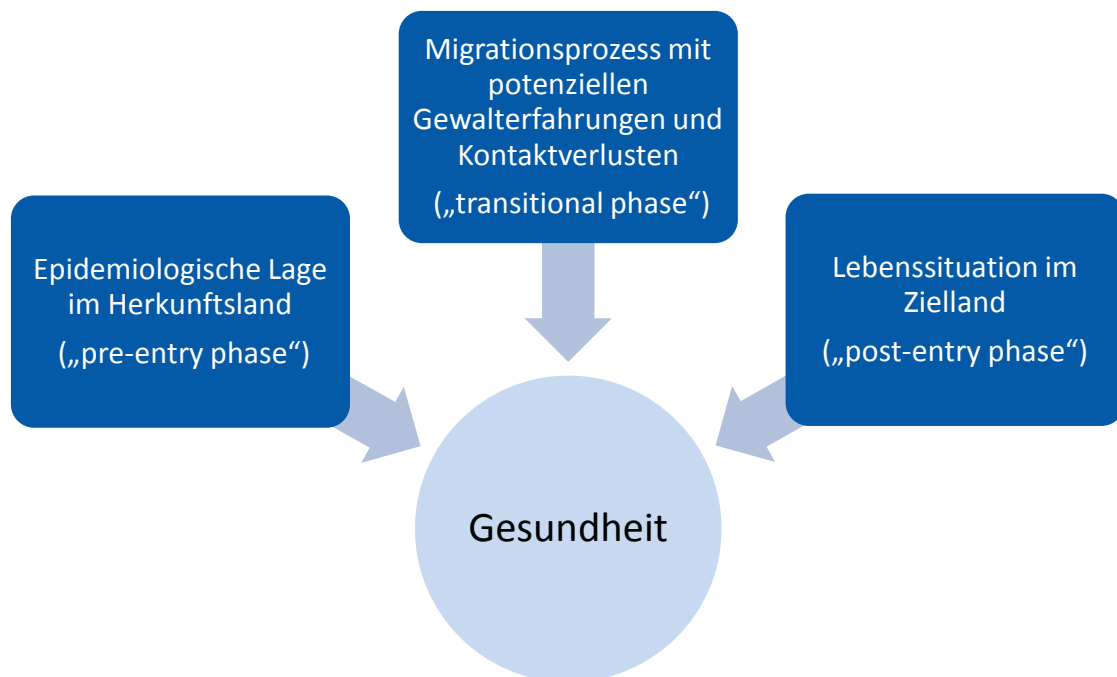 Migrationsprozess mit
potenziellen
Gewalterfahrungen und
Kontaktverlusten
(„transitional phase“)
Epidemiologische Lage
im Herkunftsland
(„pre-entry phase“)
Lebenssituation im
Zielland
(„post-entry phase“)
Gesundheit